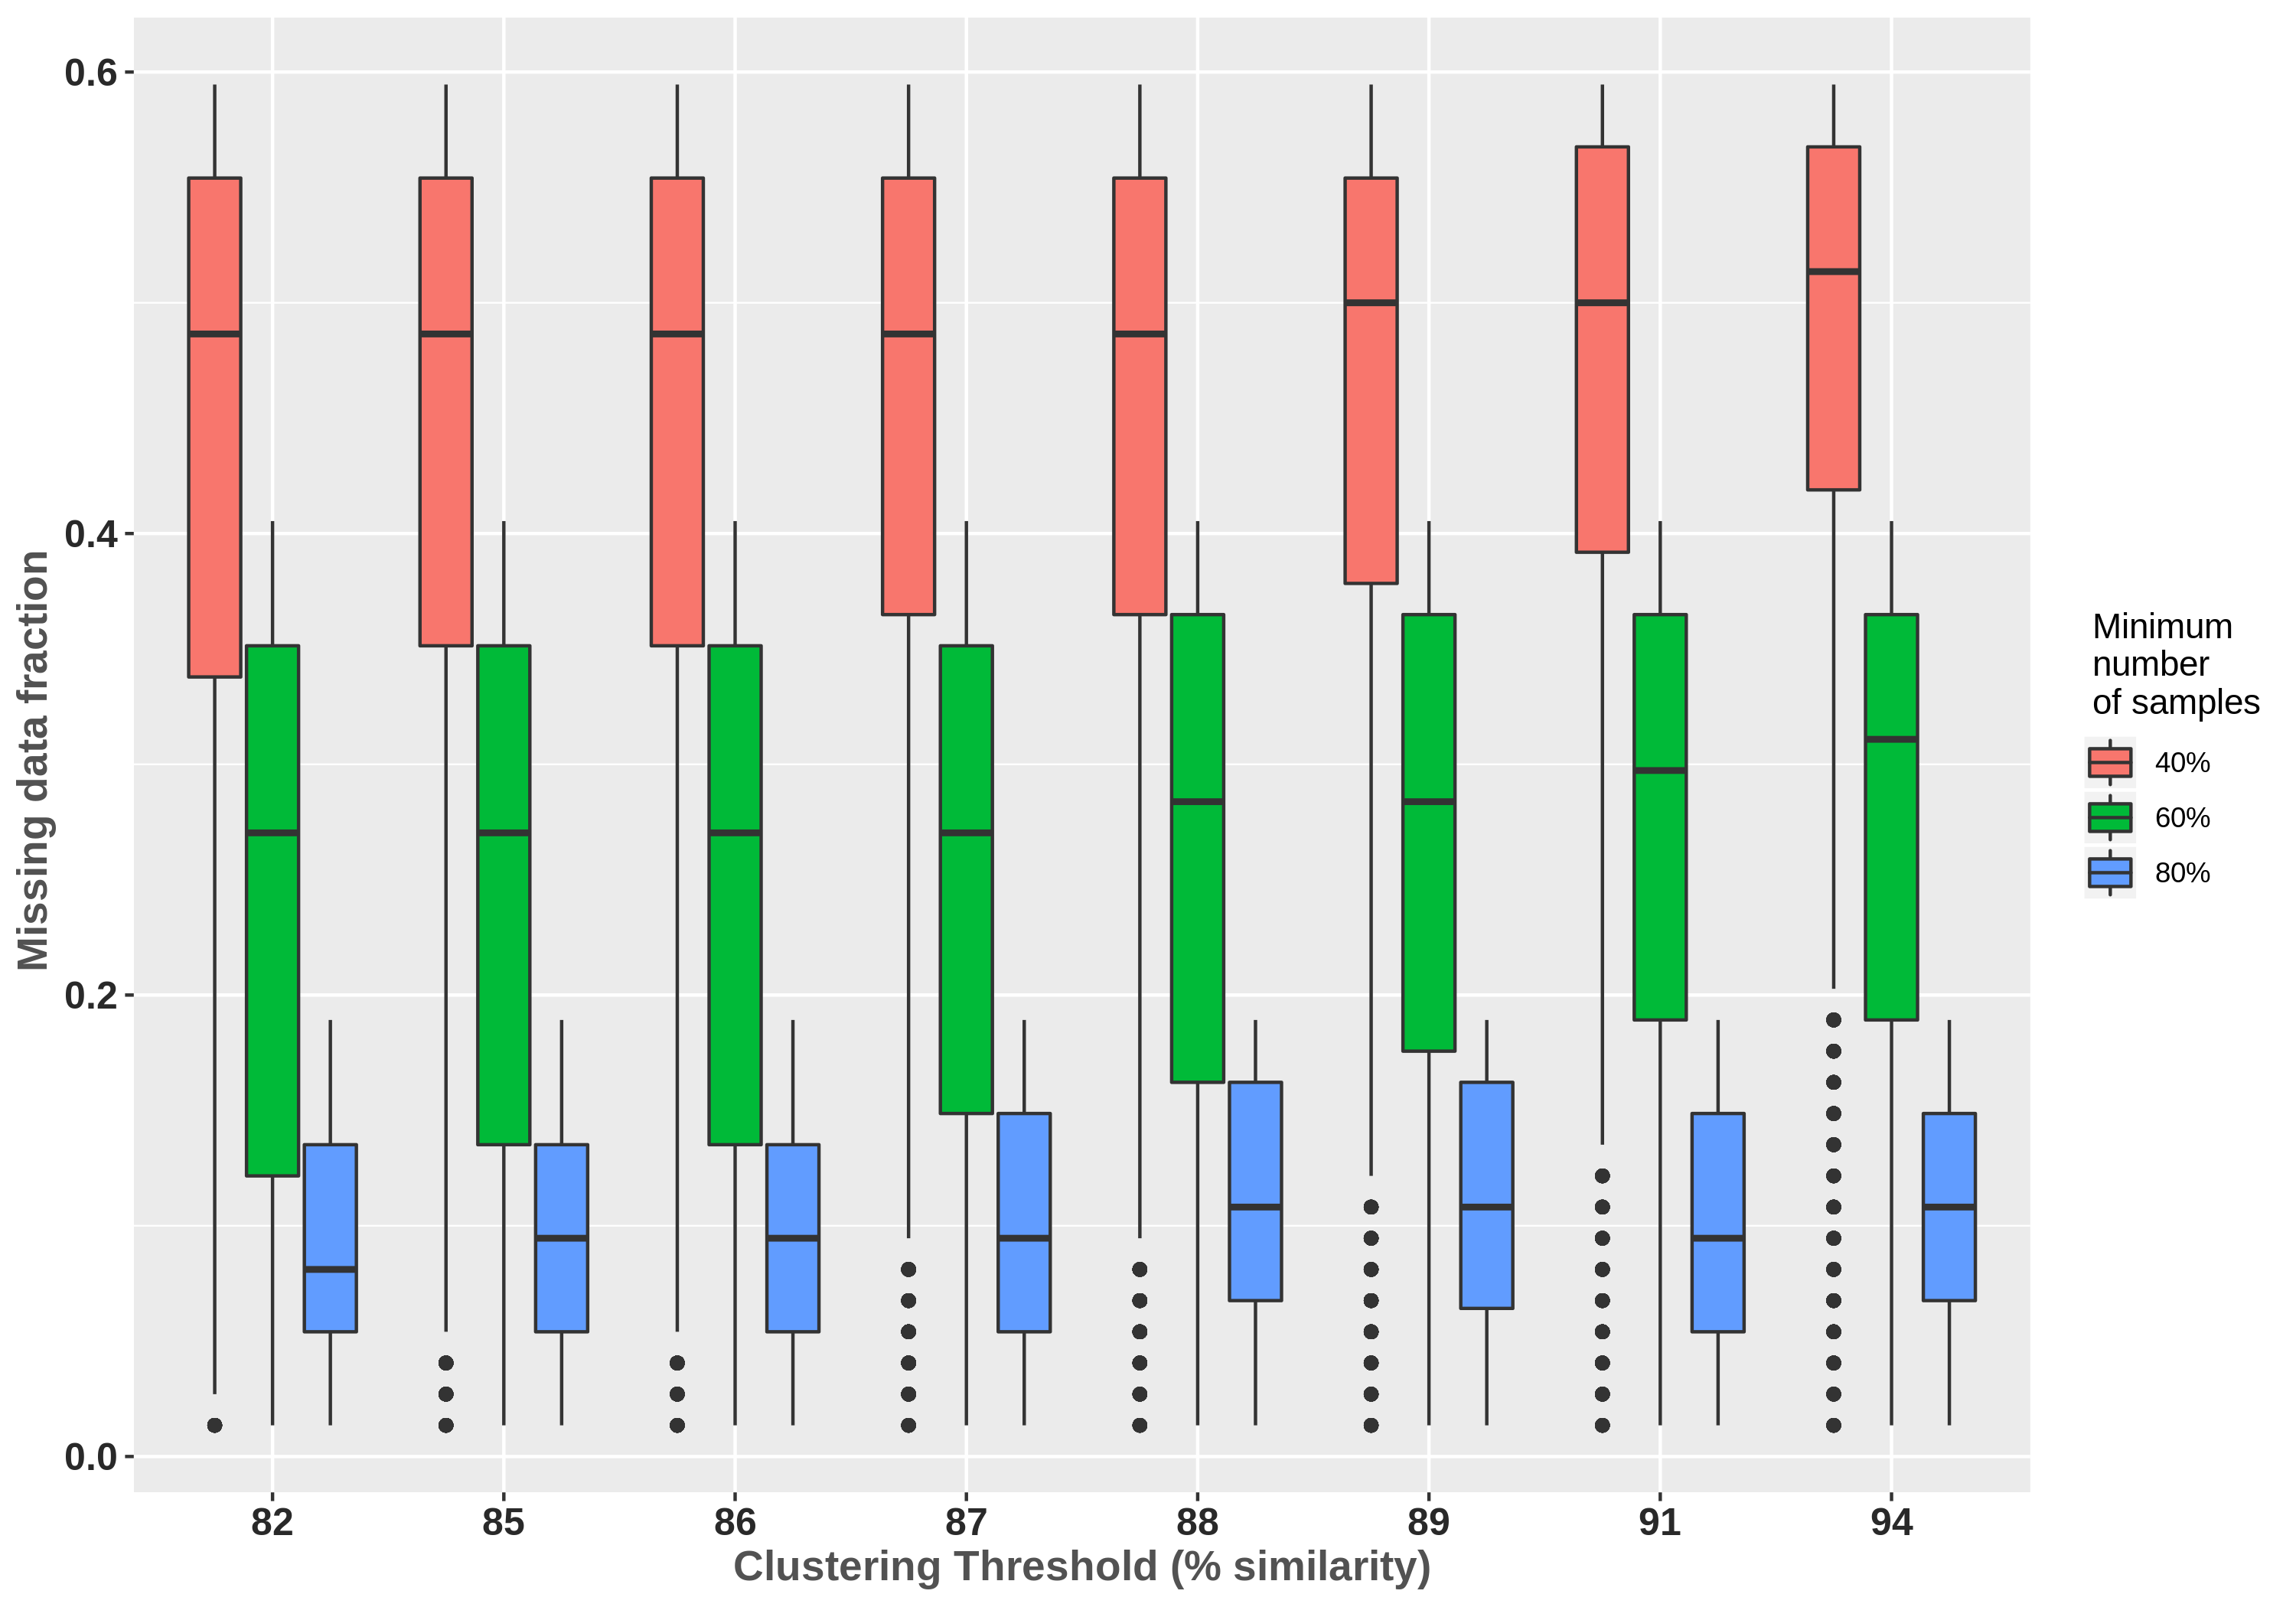 0.6
0.4
0.2
0.0
Missing data fraction
82 85 86 87 88 89 91 94
Clustering Threshold (% similarity)
Minimum
number
of samples
40%
60%
80%